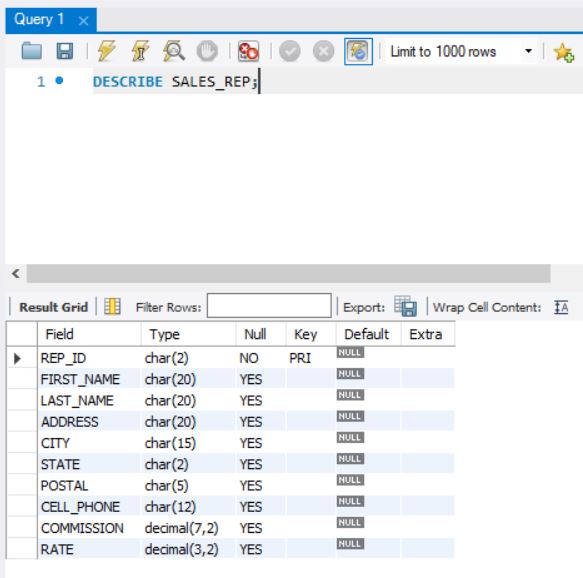 Query 1 ×
Limit to 1000 rows
1 DESCRIBE SALES_REP;
Result Grid Filter Rows: Export: Wrap Cell Content: IA
Field Type Null Key Default Extra
REP_ID char(2) NO PRI NULL
FIRST_NAME char(20) YES NULL
LAST_NAME char(20) YES NULL
ADDRESS char(20) YES NULL
CITY char(15) YES NULL
STATE char(2) YES NULL
POSTAL char(5) YES NULL
CELL_PHONE char(12) YES NULL
COMMISSION decimal(7,2) YES NULL
RATE decimal(3,2) YES NULL